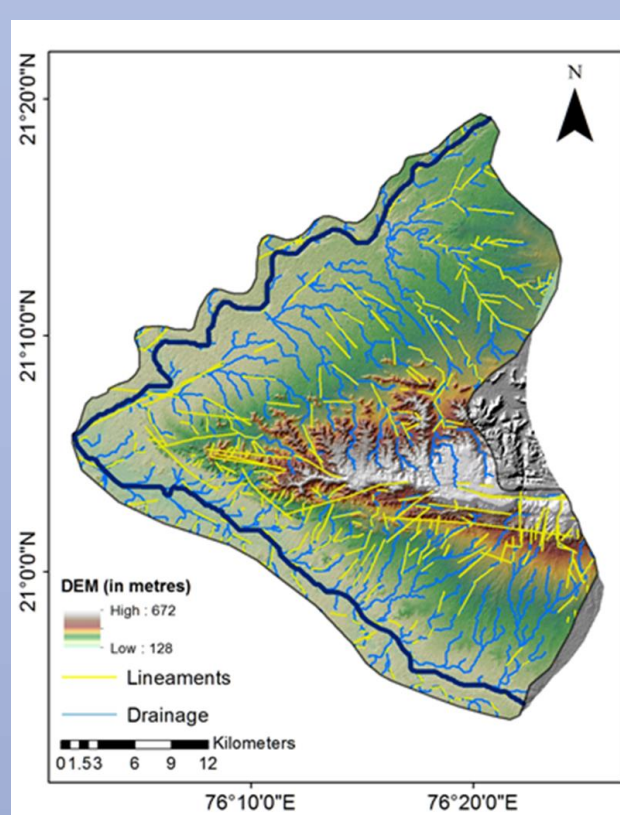 N
21°20'0"N
21°10'0"N
21°0'0"N
DEM (in metres)
High : 672
Low : 128
Lineaments
Drainage
Kilometers
0 1.5 3 6 9 12
76°10'0"E 76°20'0"E